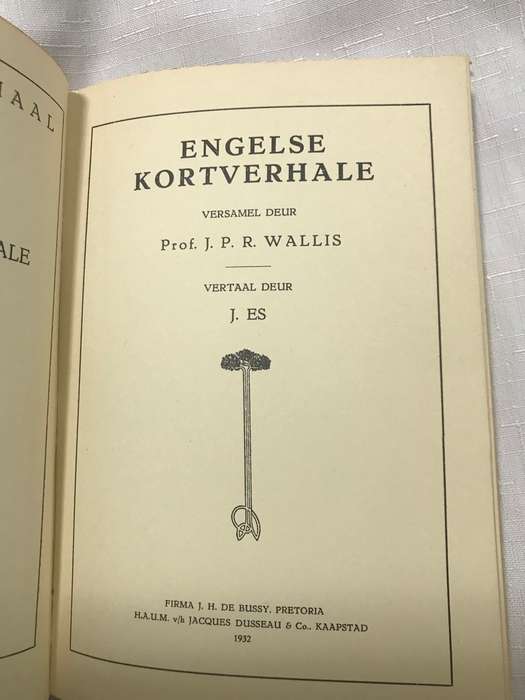 AAL
ALE
ENGELSE
KORTVERHALE
VERSAMEL DEUR
Prof. J. P. R. WALLIS
VERTAAL DEUR
J. ES
FIRMA J. H. DE BUSSY, PRETORIA
H.A.U.M. v/h JACQUES DUSSEAU & Co., KAAPSTAD
1932